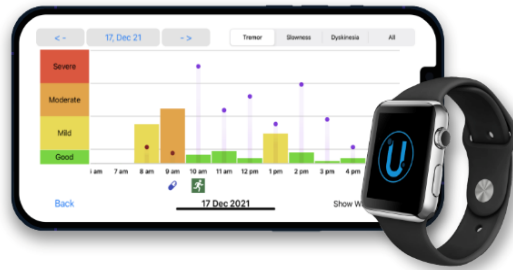 < -
17, Dec 21
- >
Tremor
Slowness
Dyskinesia
All
Severe
Moderate
Mild
Good
am 7 am 8 am 9 am 10 am 11 am 12 pm 1 pm 2 pm 3 pm 4 pm
Back
17 Dec 2021
Show W
U